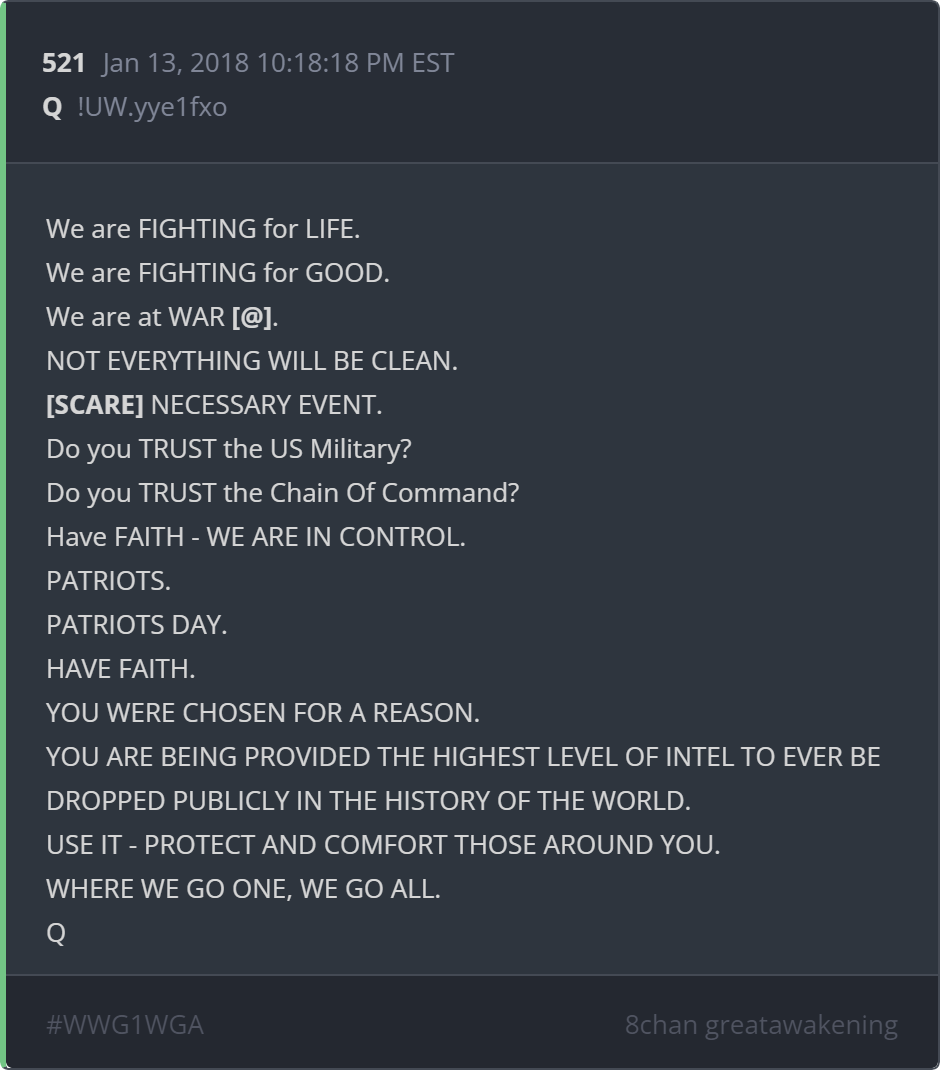 521 Jan 13, 2018 10:18:18 PM EST
Q !UW.yye1fxo
We are FIGHTING for LIFE.
We are FIGHTING for GOOD.
We are at WAR [@].
NOT EVERYTHING WILL BE CLEAN.
[SCARE] NECESSARY EVENT.
Do you TRUST the US Military?
Do you TRUST the Chain Of Command?
Have FAITH - WE ARE IN CONTROL.
PATRIOTS.
PATRIOTS DAY.
HAVE FAITH.
YOU WERE CHOSEN FOR A REASON.
YOU ARE BEING PROVIDED THE HIGHEST LEVEL OF INTEL TO EVER BE
DROPPED PUBLICLY IN THE HISTORY OF THE WORLD.
USE IT - PROTECT AND COMFORT THOSE AROUND YOU.
WHERE WE GO ONE, WE GO ALL.
Q
#WWG1WGA 8chan greatawakening